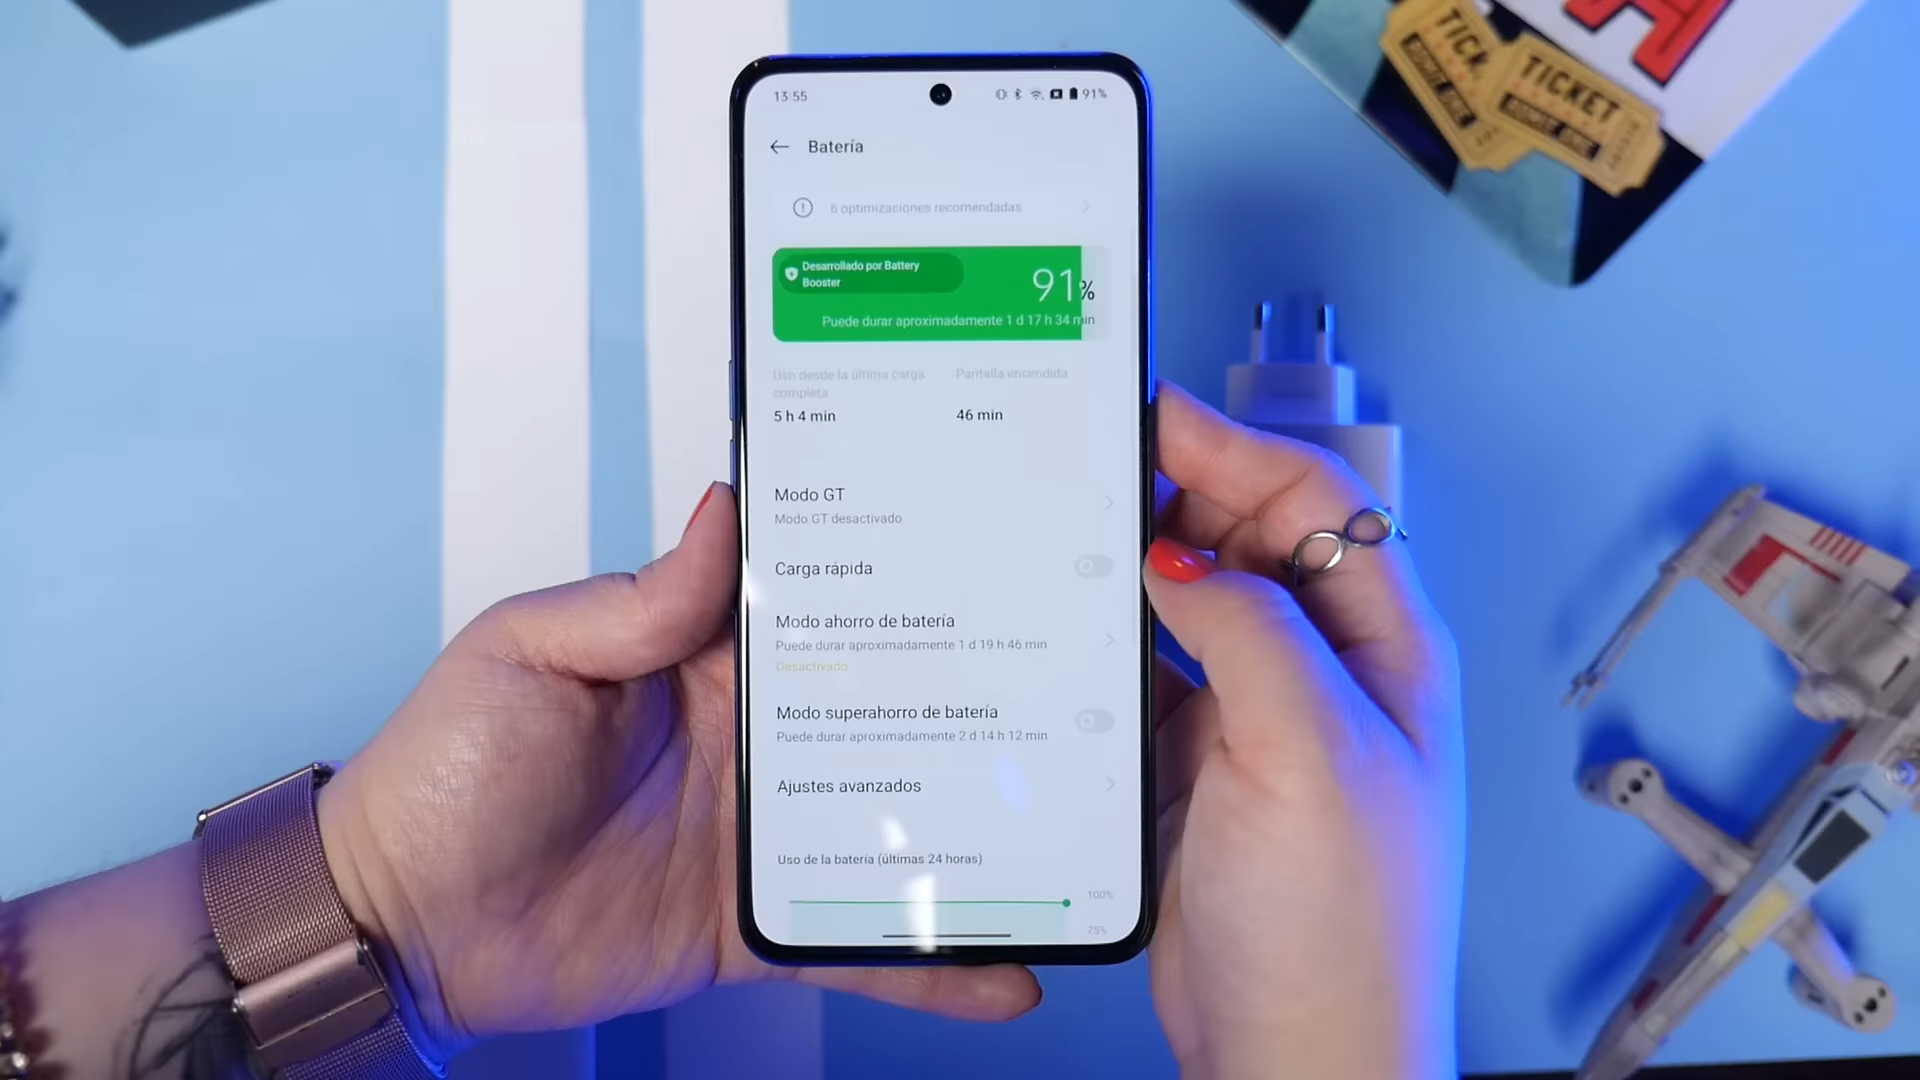 13:55
91%
Batería
6 optimizaciones recomendadas
Desarrollado por Battery
Booster
91%
Puede durar aproximadamente 1 d 17 h 34 min
Uso desde la última carga
completa
Pantalla encendida
5 h 4 min
46 min
Modo GT
Modo GT desactivado
Carga rápida
Modo ahorro de batería
Puede durar aproximadamente 1 d 19 h 46 min
Desactivado
Modo superahorro de batería
Puede durar aproximadamente 2 d 14 h 12 min
Ajustes avanzados
Uso de la batería (últimas 24 horas)
100%
75%
TICKET
ADMIT ONE